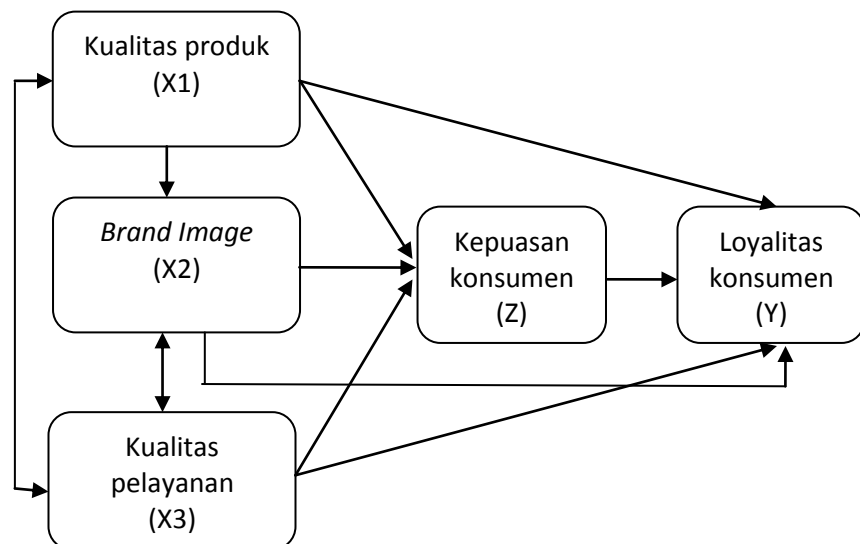 Kualitas produk
(X1)
Brand Image
(X2)
Kepuasan
konsumen
(Z)
Loyalitas
konsumen
(Y)
Kualitas
pelayanan
(X3)